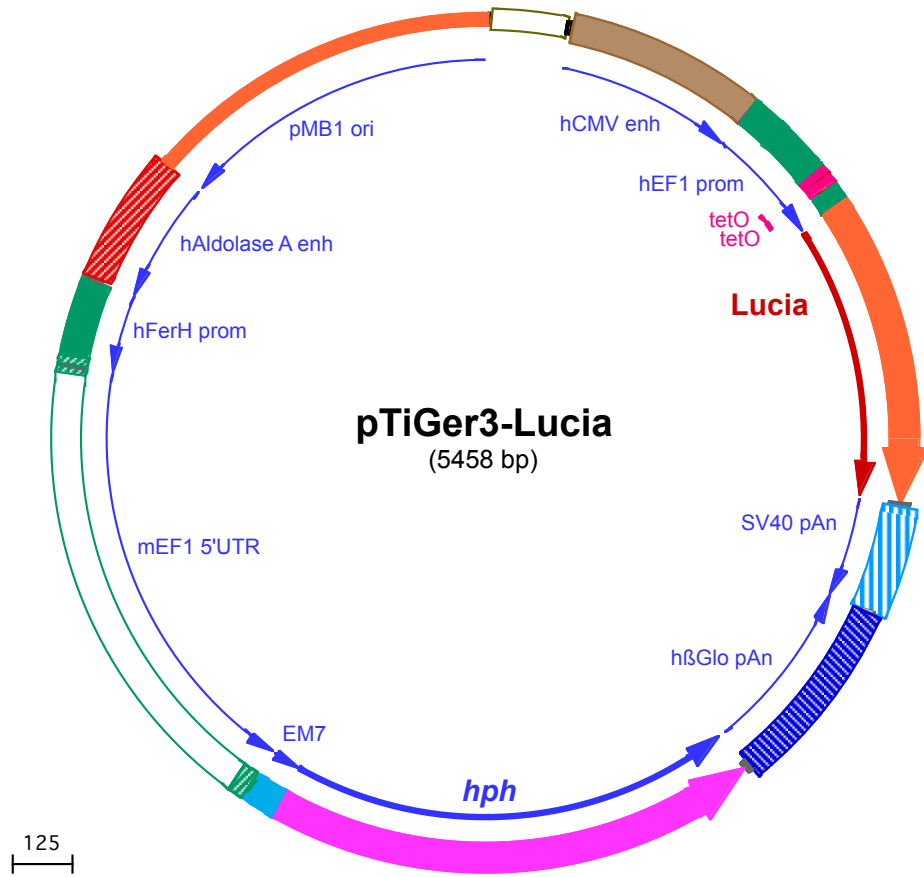 pMB1 ori
hCMV enh
hEF1 prom
tetO
tetO
hAldolase A enh
Lucia
hFerH prom
pTiGer3-Lucia
(5458 bp)
SV40 pAn
mEF1 5'UTR
hßGlo pAn
EM7
hph
125